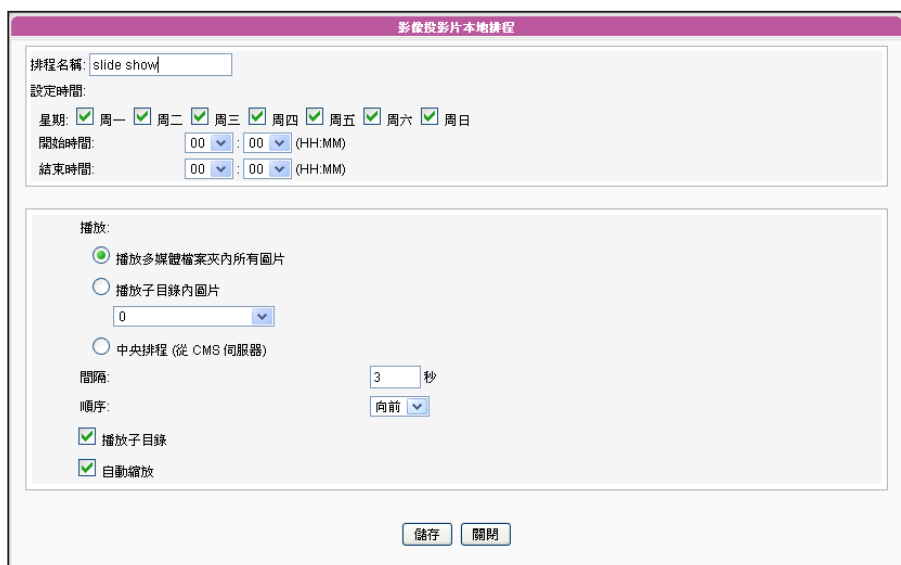 影像投影片本地排程
排程名稱: slide show
設定時間:
星期: 周一 周二 周三 周四 周五 周六 周日
開始時間: 00 : 00 (HH:MM)
結束時間: 00 : 00 (HH:MM)
播放:
播放多媒體檔案夾內所有圖片
播放子目錄內圖片
0
中央排程 (從 CMS 伺服器)
間隔: 3 秒
順序: 向前
播放子目錄
自動縮放
儲存 關閉